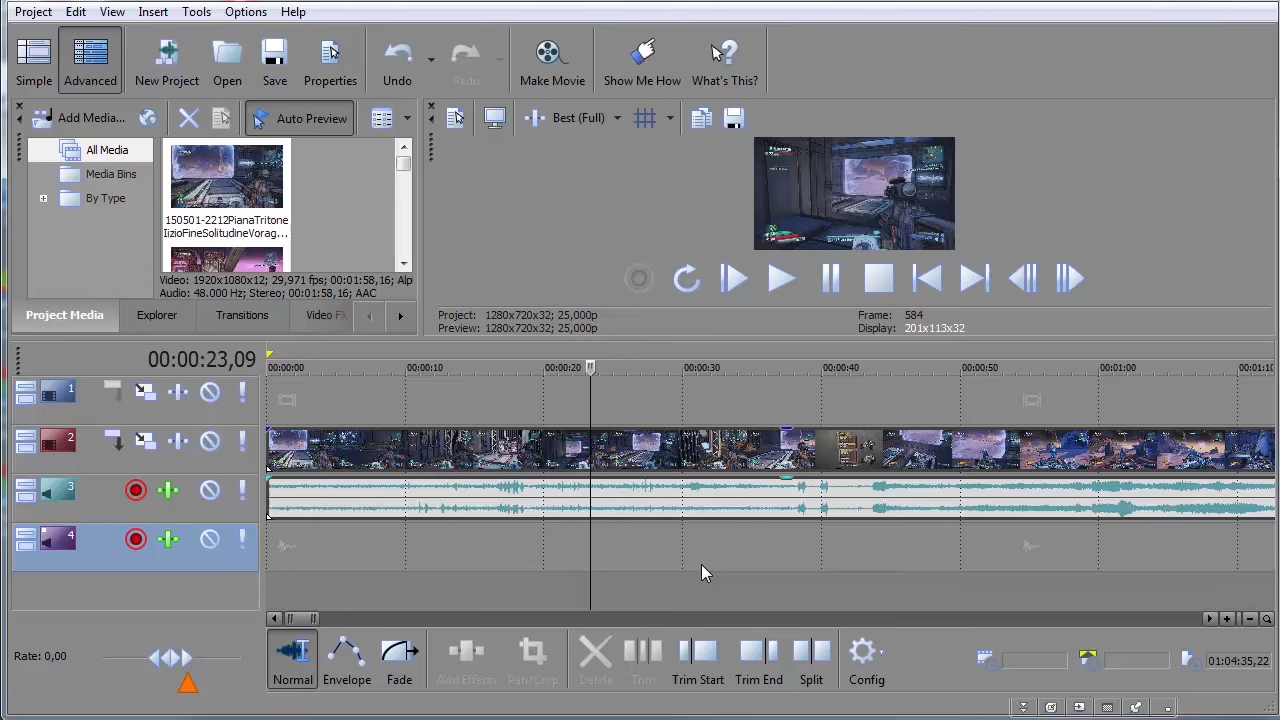 Project Edit View Insert Tools Options Help
Simple Advanced New Project Open Save Properties Undo Redo Make Movie Show Me How What's This?
Add Media... Auto Preview Best (Full)
All Media
Media Bins
By Type
150501-2212PianaTritone
IizioFineSolitudineVorag...
Video: 1920x1080x12; 29,971 fps; 00:01:58,16; Alp
Audio: 48.000 Hz; Stereo; 00:01:58,16; AAC
Project Media Explorer Transitions Video FX
Project: 1280x720x32; 25,000p Frame: 584
Preview: 1280x720x32; 25,000p Display: 201x113x32
00:00:23,09
00:00:00 00:00:10 00:00:20 00:00:30 00:00:40 00:00:50 00:01:00 00:01:10
1
2
3
4
Rate: 0,00
Normal Envelope Fade Add Effects Pan/Crop Delete Trim Trim Start Trim End Split Config
01:04:35,22